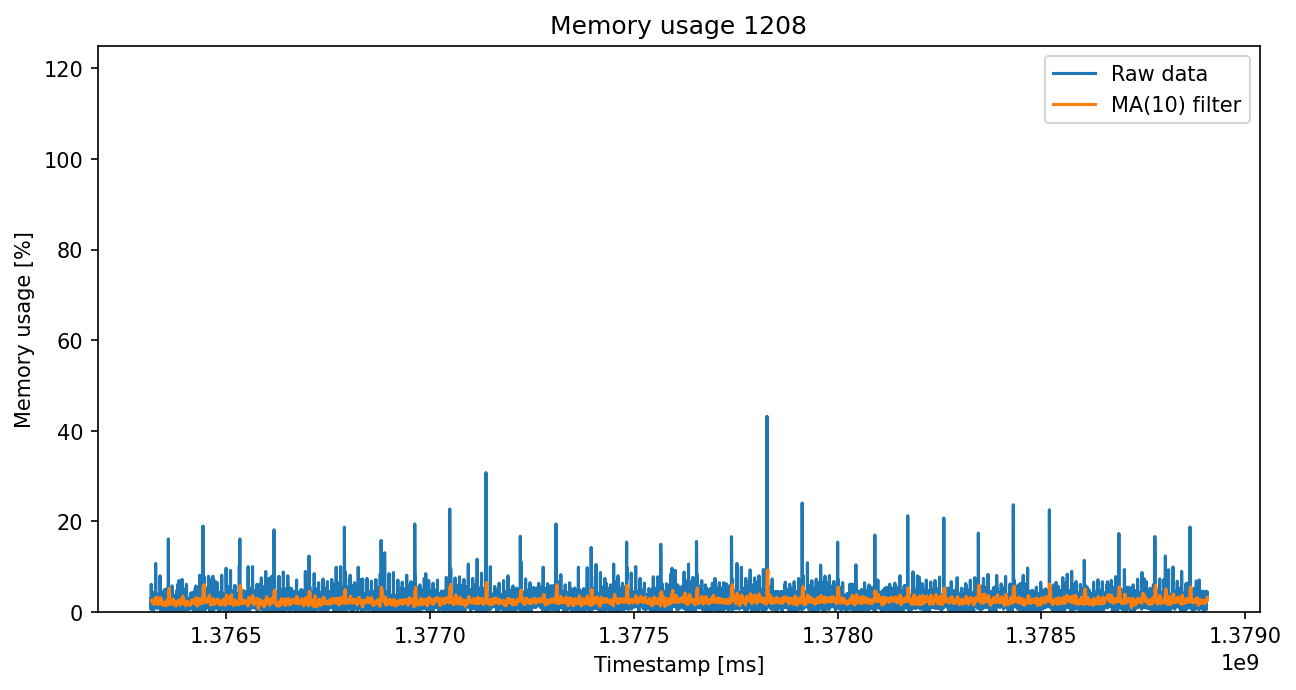 Memory usage 1208
Raw data
MA(10) filter
Memory usage [%]
120
100
80
60
40
20
0
1.3765 1.3770 1.3775 1.3780 1.3785 1.3790
1e9
Timestamp [ms]